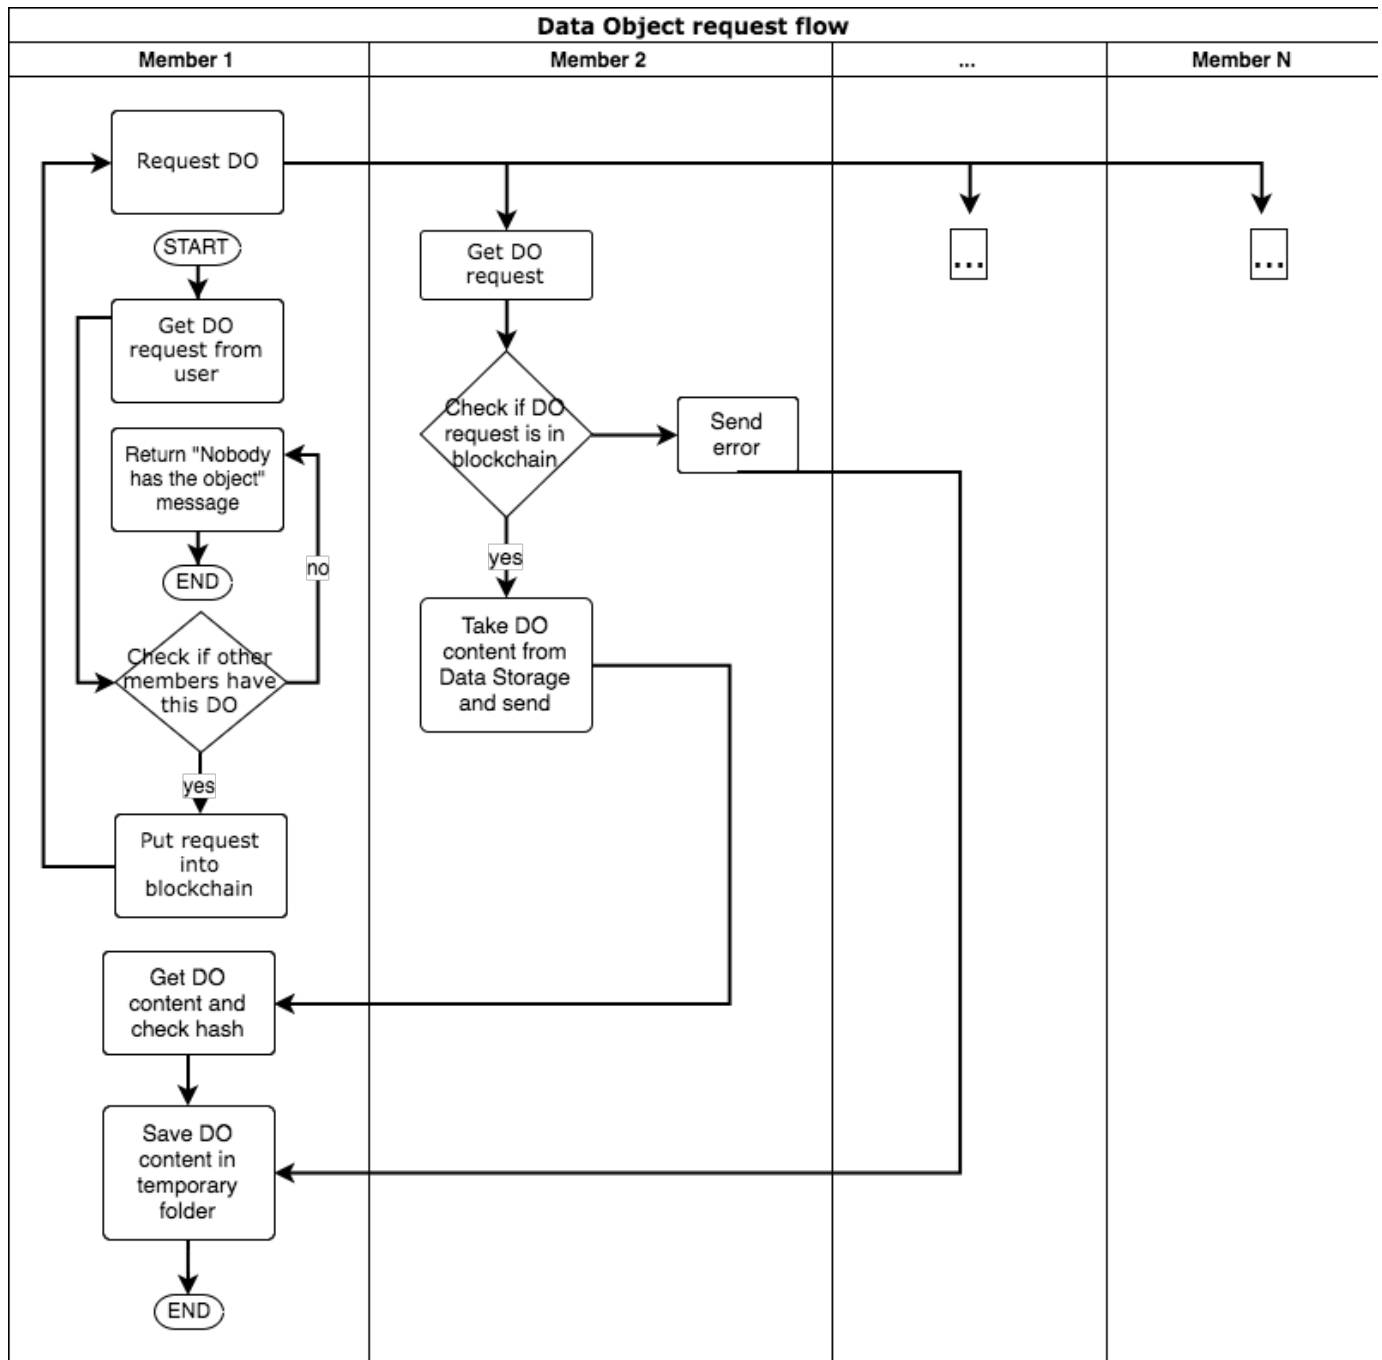 Data Object request flow
Member 1
Member 2
...
Member N
Request DO
START
Get DO
request from
user
Return "Nobody
has the object"
message
END
no
Check if other
members have
this DO
yes
Put request
into
blockchain
Get DO
content and
check hash
Save DO
content in
temporary
folder
END
Get DO
request
Check if DO
request is in
blockchain
Send
error
yes
Take DO
content from
Data Storage
and send
...
...